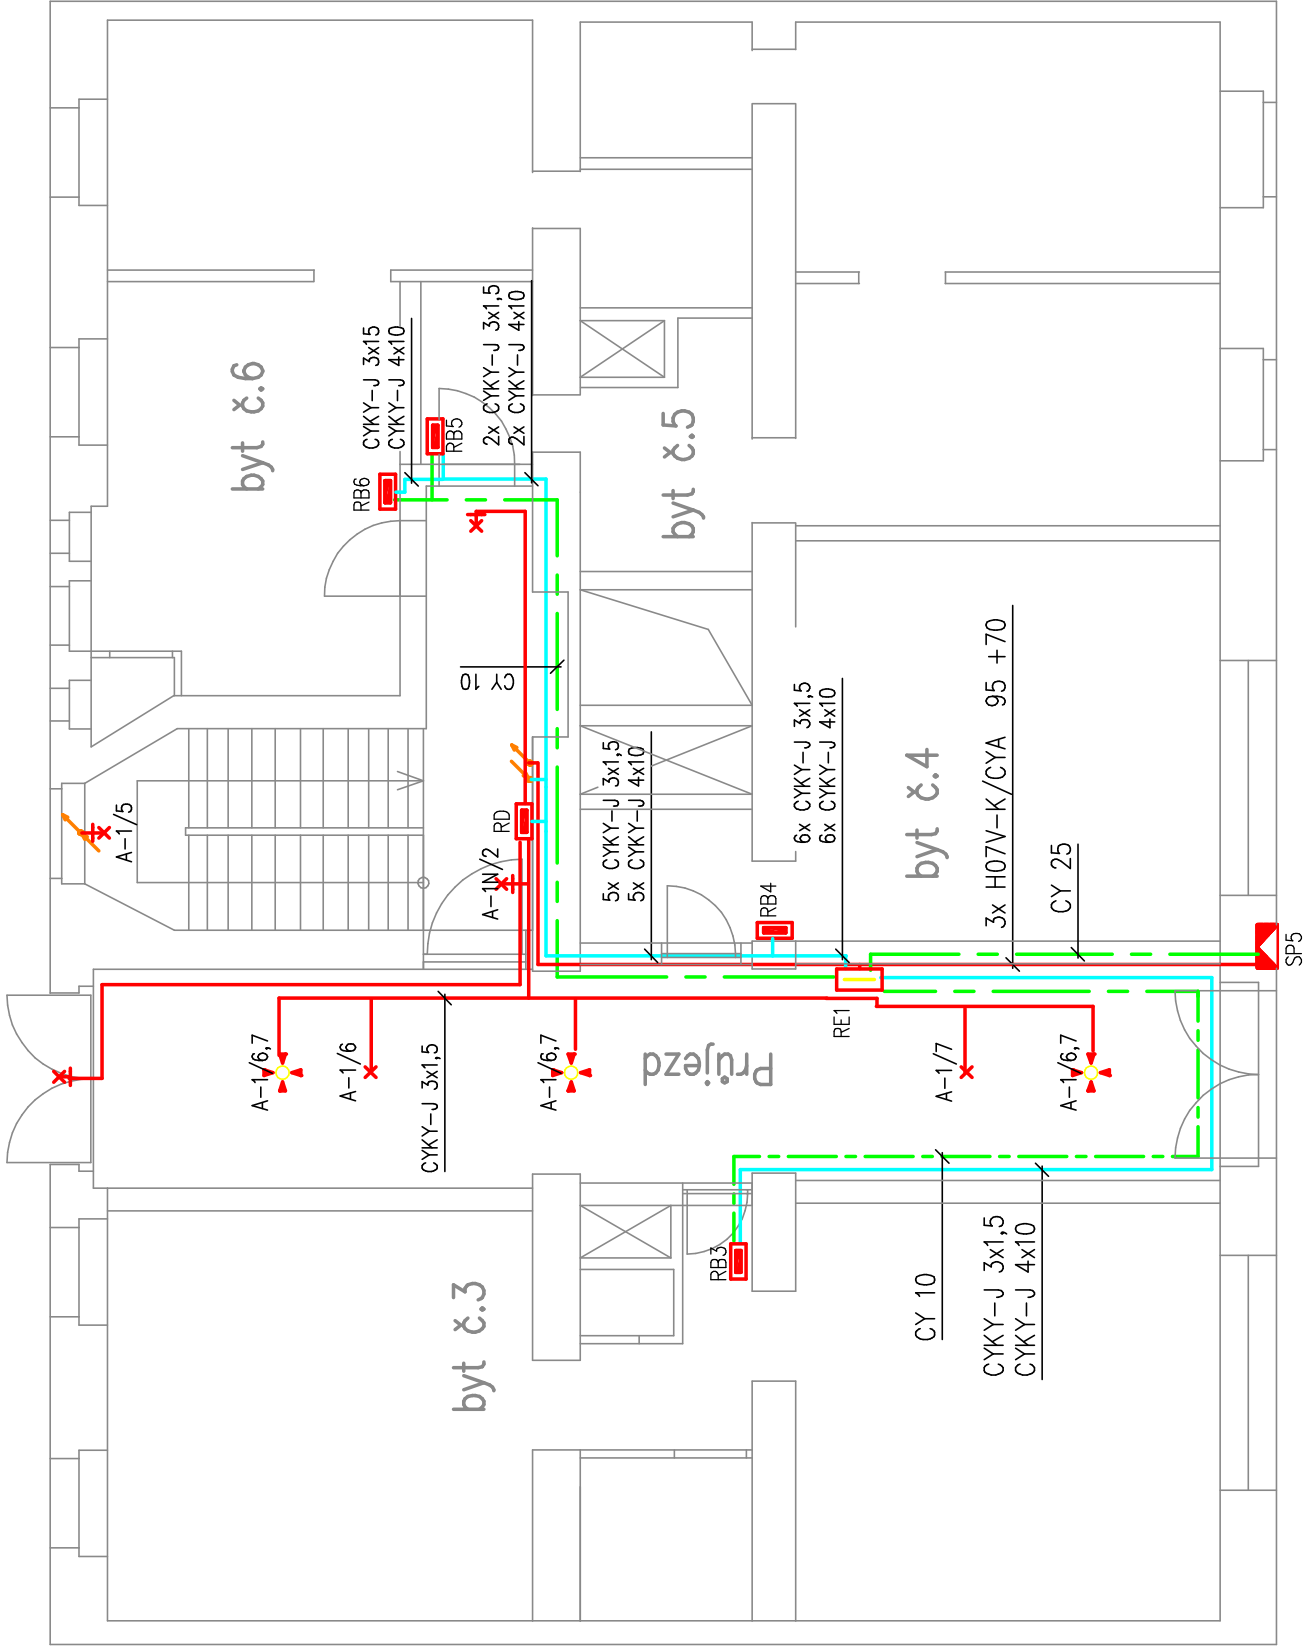 byt č.6
CYKY-J 3x15
CYKY-J 4x10
2x CYKY-J 3x1,5
2x CYKY-J 4x10
RB6
RB5
byt č.5
CY 10
A-1/5
RD
A-1N/2
5x CYKY-J 3x1,5
5x CYKY-J 4x10
6x CYKY-J 3x1,5
6x CYKY-J 4x10
byt č.4
3x H07V-K/CYA 95 +70
CY 25
RB4
SP5
RE1
A-1/6,7
A-1/6
CYKY-J 3x1,5
A-1/6,7
Průjezd
A-1/7
A-1/6,7
byt č.3
RB3
CY 10
CYKY-J 3x1,5
CYKY-J 4x10